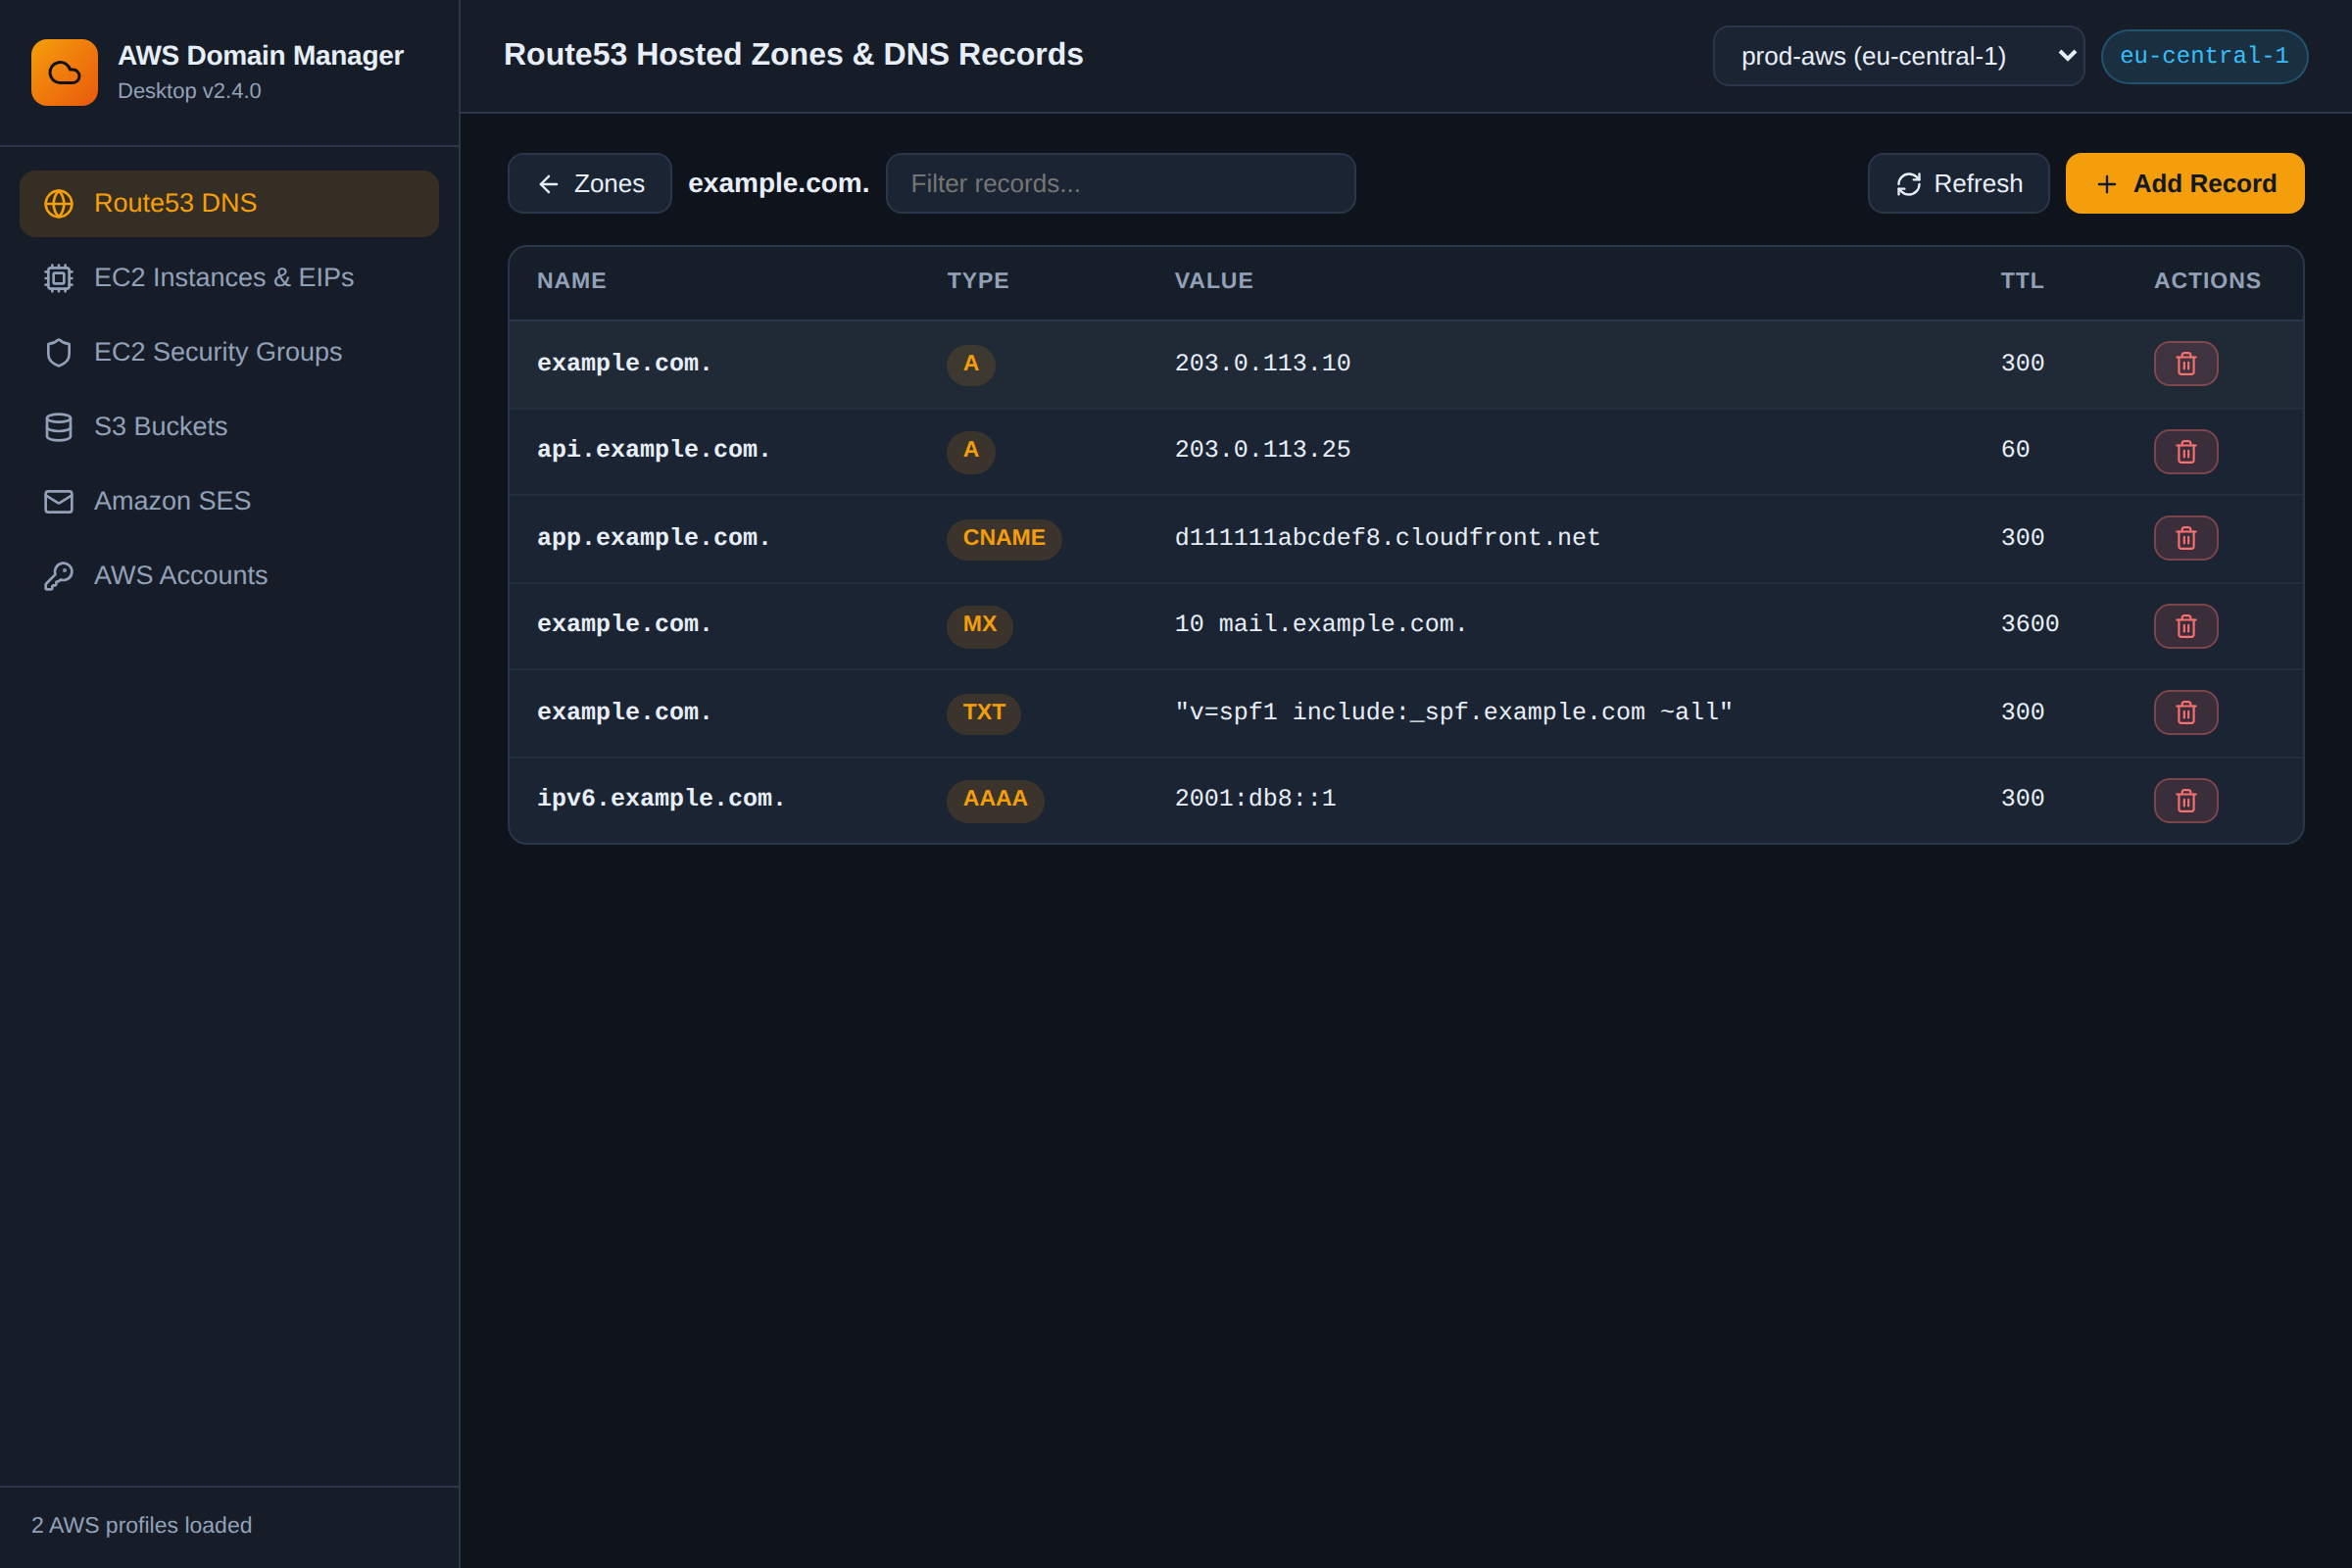 AWS Domain Manager
Desktop v2.4.0
Route53 DNS
EC2 Instances & EIPs
EC2 Security Groups
S3 Buckets
Amazon SES
AWS Accounts
2 AWS profiles loaded
Route53 Hosted Zones & DNS Records
prod-aws (eu-central-1)
eu-central-1
Zones
example.com.
Filter records...
Refresh
Add Record
NAME TYPE VALUE TTL ACTIONS
example.com. A 203.0.113.10 300
api.example.com. A 203.0.113.25 60
app.example.com. CNAME d111111abcdef8.cloudfront.net 300
example.com. MX 10 mail.example.com. 3600
example.com. TXT "v=spf1 include:_spf.example.com ~all" 300
ipv6.example.com. AAAA 2001:db8::1 300